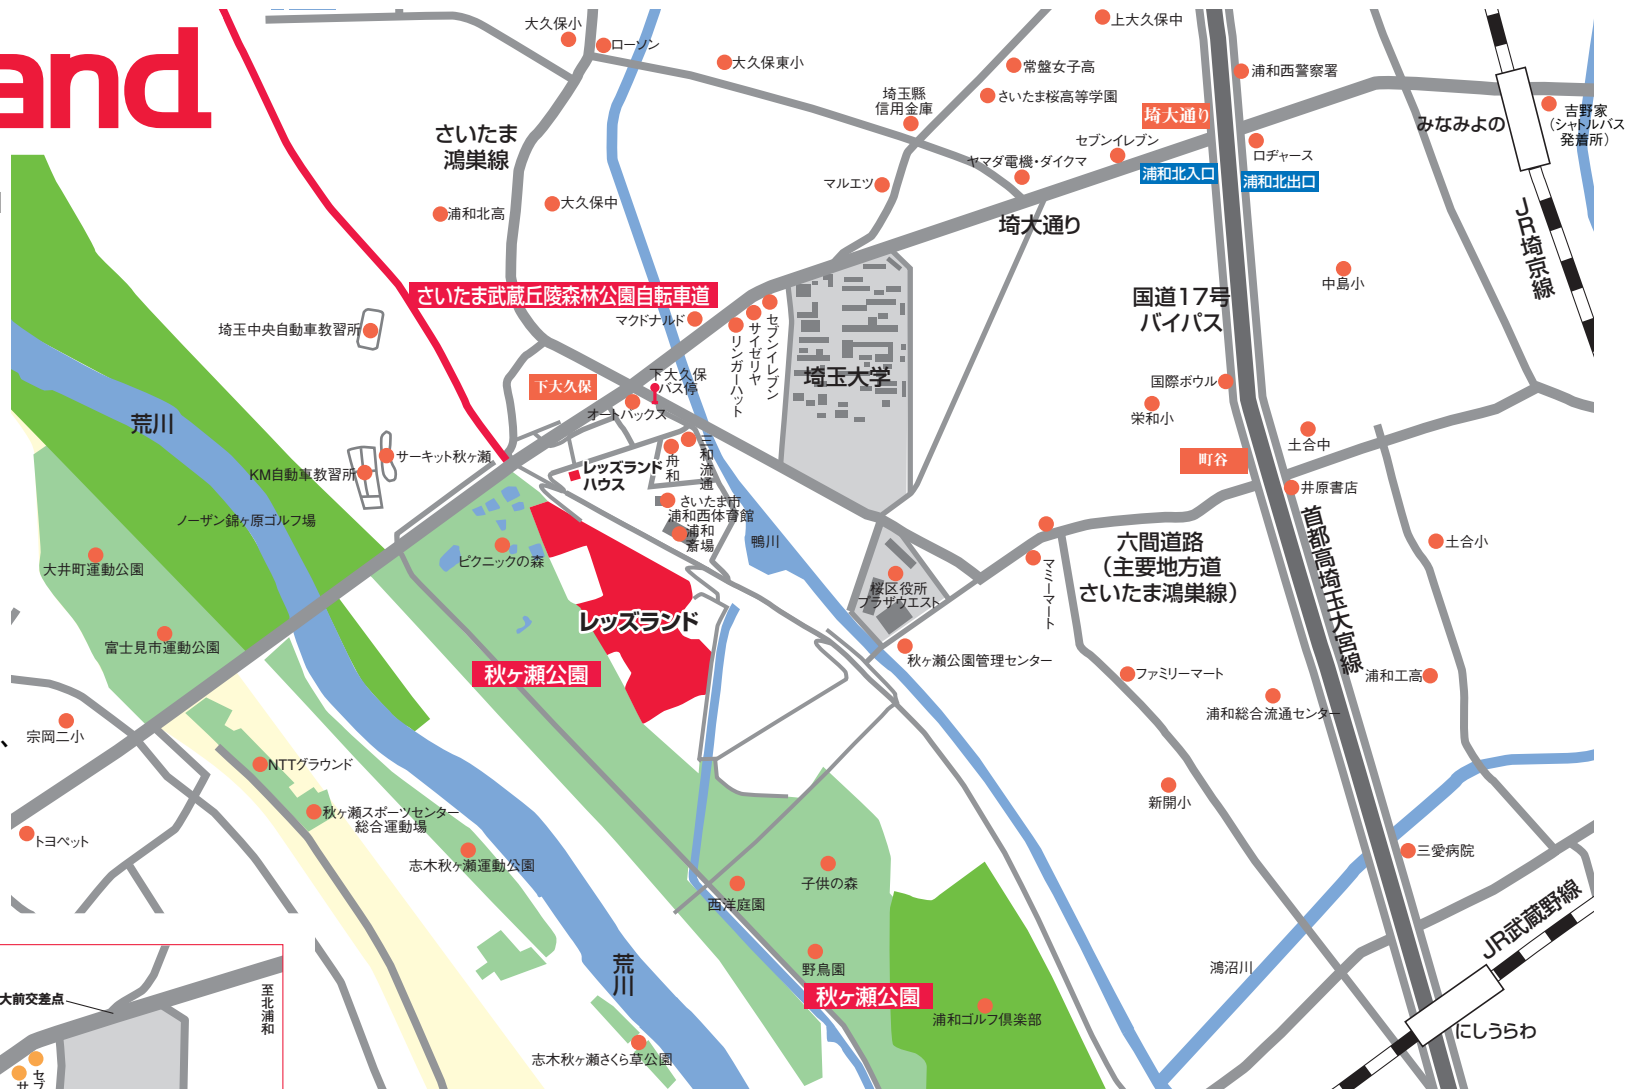 and
大久保小
ローソン
大久保東小
上大久保中
常盤女子高
さいたま桜高等学園
浦和西警察署
埼玉縣
信用金庫
埼大通り
みなみよの
吉野家
(シャトルバス
発着所)
さいたま
鴻巣線
セブンイレブン
ロヂャース
ヤマダ電機・ダイクマ
マルエツ
浦和北入口
浦和北出口
浦和北高
大久保中
埼大通り
JR埼京線
さいたま武蔵丘陵森林公園自転車道
国道17号
バイパス
中島小
埼玉中央自動車教習所
マクドナルド
リンガーハット
サイゼリヤ
セブンイレブン
埼玉大学
下大久保
下大久保
バス停
オートバックス
国際ボウル
栄和小
荒川
サーキット秋ヶ瀬
KM自動車教習所
レッズランド
ハウス
舟和
三和流通
土合中
町谷
井原書店
さいたま市
浦和西体育館
浦和
斎場
ノーザン錦ヶ原ゴルフ場
ピクニックの森
鴨川
首都高埼玉大宮線
六間道路
(主要地方道
さいたま鴻巣線)
土合小
大井町運動公園
マミーマート
桜区役所
プラザウエスト
レッズランド
富士見市運動公園
秋ヶ瀬公園
秋ヶ瀬公園管理センター
ファミリーマート
浦和工高
浦和総合流通センター
宗岡二小
、
NTTグラウンド
新開小
秋ヶ瀬スポーツセンター
総合運動場
トヨペット
志木秋ヶ瀬運動公園
三愛病院
子供の森
西洋庭園
JR武蔵野線
野鳥園
荒川
鴻沼川
秋ヶ瀬公園
浦和ゴルフ倶楽部
にしうらわ
志木秋ヶ瀬さくら草公園
大前交差点
至北浦和
セブ
サ